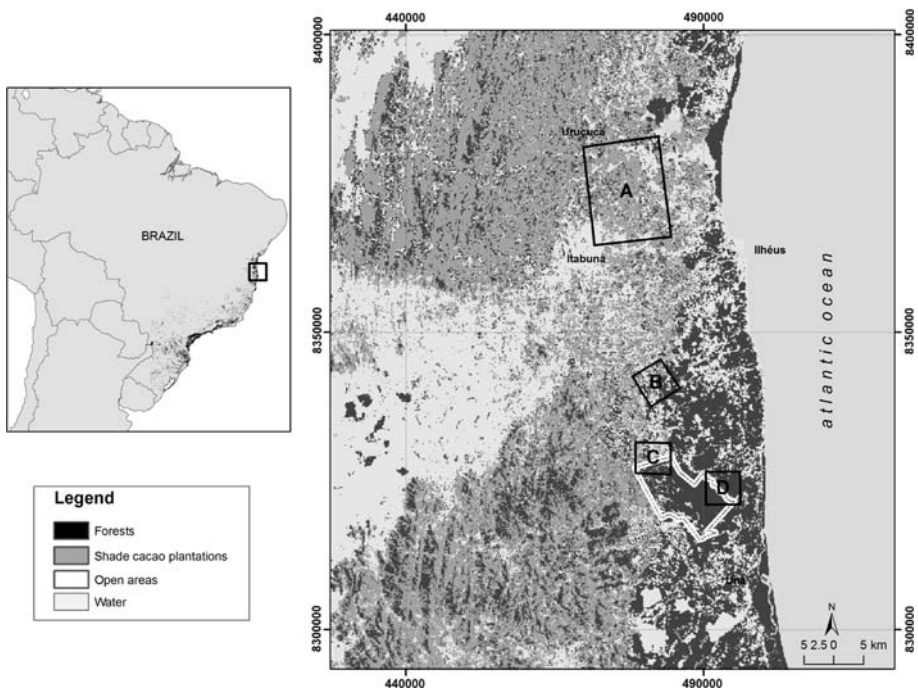 440000
490000
8400000
Uruçuca
A
Itabuna
Ilhéus
BRAZIL
atlantic ocean
8350000
B
C
D
Una
Legend
Forests
Shade cacao plantations
Open areas
Water
N
5 2.5 0 5 km
8300000
440000
490000
8400000
8350000
8300000